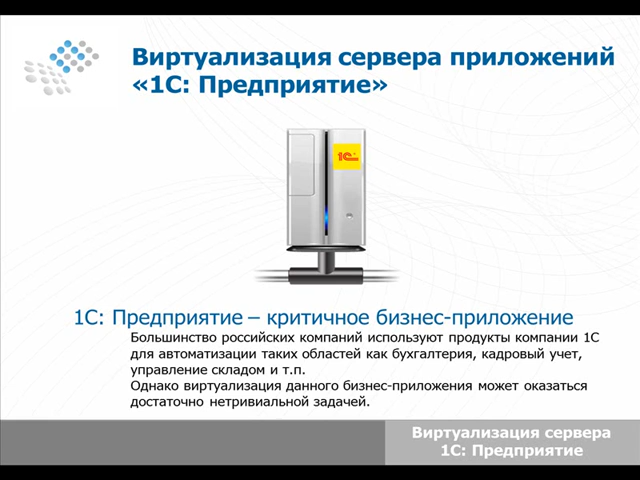 Виртуализация сервера приложений
«1С: Предприятие»
1С
1С: Предприятие – критичное бизнес-приложение
Большинство российских компаний используют продукты компании 1С
для автоматизации таких областей как бухгалтерия, кадровый учет,
управление складом и т.п.
Однако виртуализация данного бизнес-приложения может оказаться
достаточно нетривиальной задачей.
Виртуализация сервера
1С: Предприятие